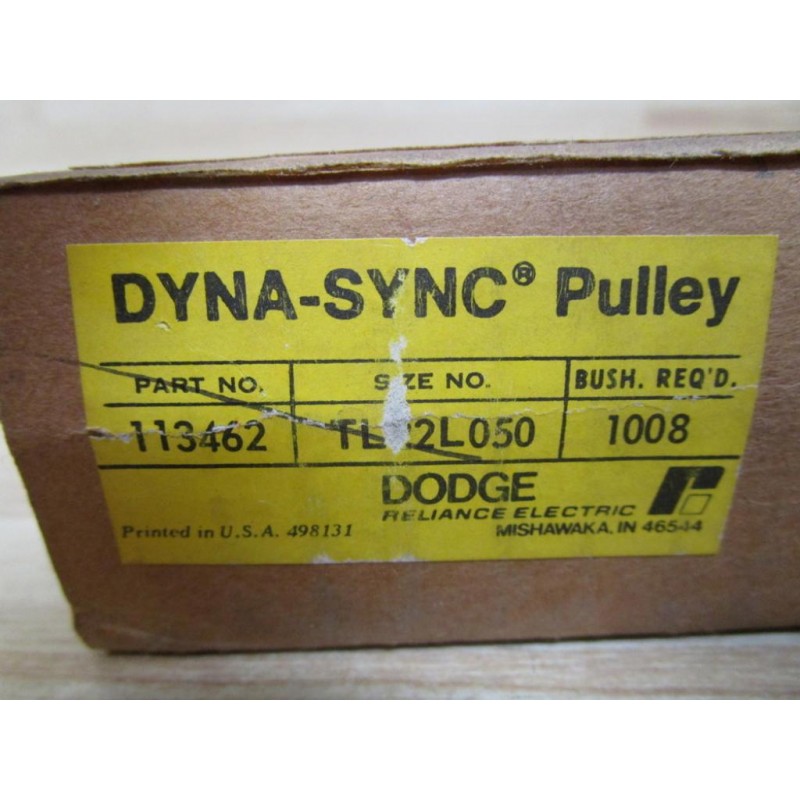 DYNA-SYNC® Pulley
PART NO. SIZE NO. BUSH. REQ'D.
113462 1008
DODGE
RELIANCE ELECTRIC
Printed in U.S.A. 498131 MISHAWAKA, IN 46544